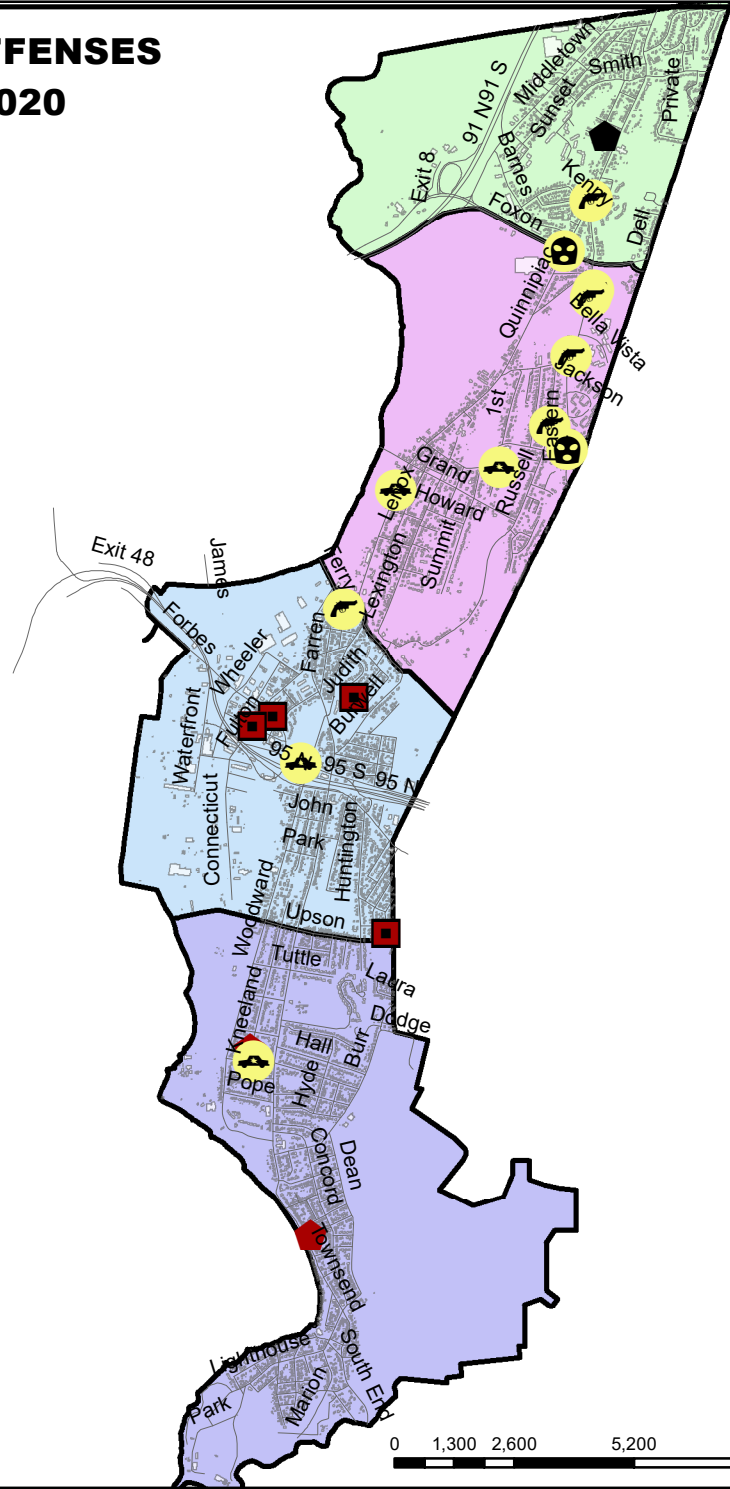 FFENSES
020
Middletown
Smith
91 N
91 S
Sunset
Private
Barnes
Exit 8
Kenny
Foxon
Dell
Quinnipiac
Bella Vista
Jackson
1st
Eastern
Grand
Russell
Lenox
Howard
Summit
Lexington
Exit 48
James
Ferry
Forbes
Farren
Wheeler
Judith
Burwell
Fulton
Waterfront
95
95 S
95 N
Connecticut
John
Park
Huntington
Woodward
Upson
Tuttle
Laura
Kneeland
Dodge
Hall
Burr
Pope
Hyde
Concord
Dean
Townsend
Lighthouse
South End
Marion
Park
0 1,300 2,600 5,200